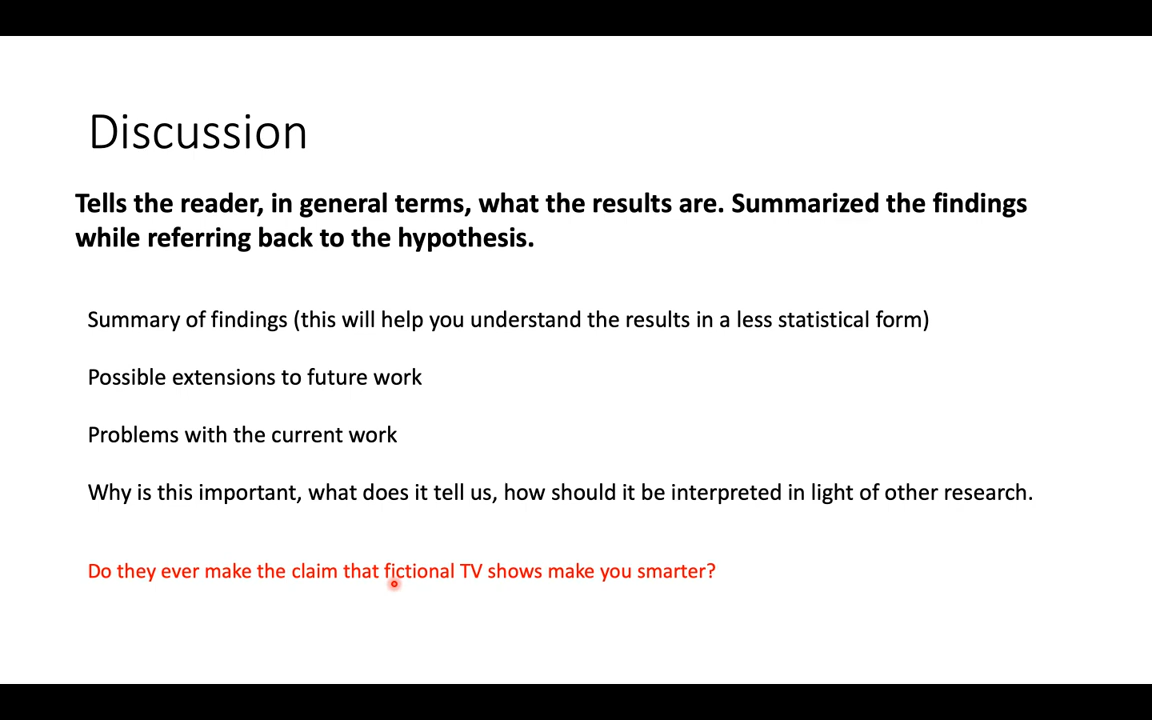 Discussion
Tells the reader, in general terms, what the results are. Summarized the findings
while referring back to the hypothesis.
Summary of findings (this will help you understand the results in a less statistical form)
Possible extensions to future work
Problems with the current work
Why is this important, what does it tell us, how should it be interpreted in light of other research.
Do they ever make the claim that fictional TV shows make you smarter?